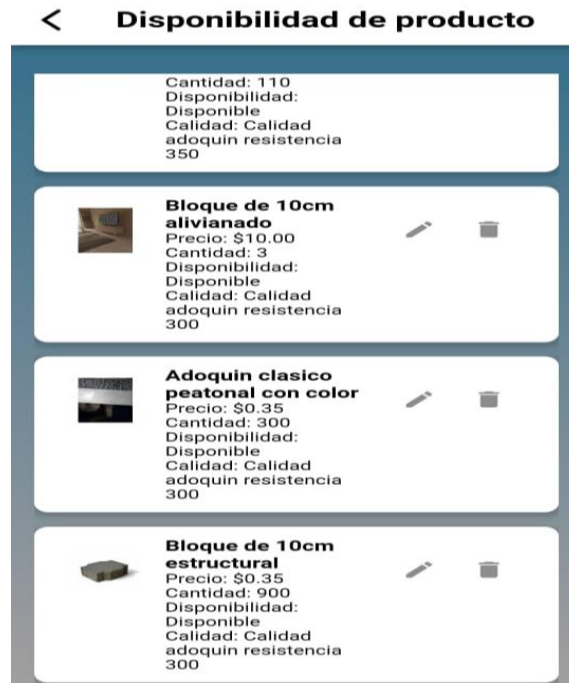 Disponibilidad de producto
Cantidad: 110
Disponibilidad:
Disponible
Calidad: Calidad
adoquin resistencia
350
Bloque de 10cm
alivianado
Precio: $10.00
Cantidad: 3
Disponibilidad:
Disponible
Calidad: Calidad
adoquin resistencia
300
Adoquin clasico
peatonal con color
Precio: $0.35
Cantidad: 300
Disponibilidad:
Disponible
Calidad: Calidad
adoquin resistencia
300
Bloque de 10cm
estructural
Precio: $0.35
Cantidad: 900
Disponibilidad:
Disponible
Calidad: Calidad
adoquin resistencia
300